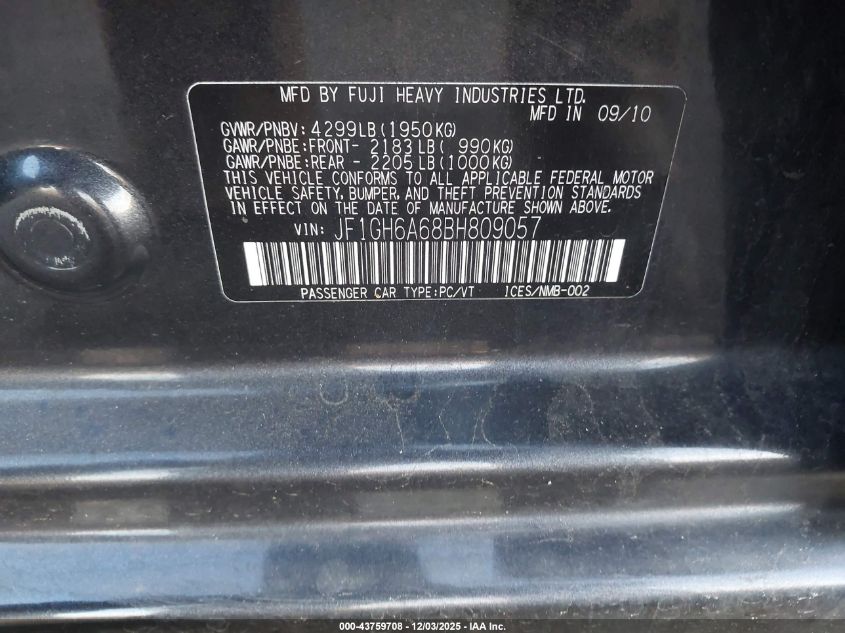 MFD BY FUJI HEAVY INDUSTRIES LTD.
MFD IN 09/10
GVWR/PNBV: 4299LB(1950KG)
GAWR/PNBE:FRONT- 2183LB( 990KG)
GAWR/PNBE:REAR - 2205LB(1000KG)
THIS VEHICLE CONFORMS TO ALL APPLICABLE FEDERAL MOTOR
VEHICLE SAFETY, BUMPER, AND THEFT PREVENTION STANDARDS
IN EFFECT ON THE DATE OF MANUFACTURE SHOWN ABOVE.
VIN: JF1GH6A68BH809057
PASSENGER CAR TYPE:PC/VT ICES/NMB-002
000-43759708 - 12/03/2025 - IAA Inc.